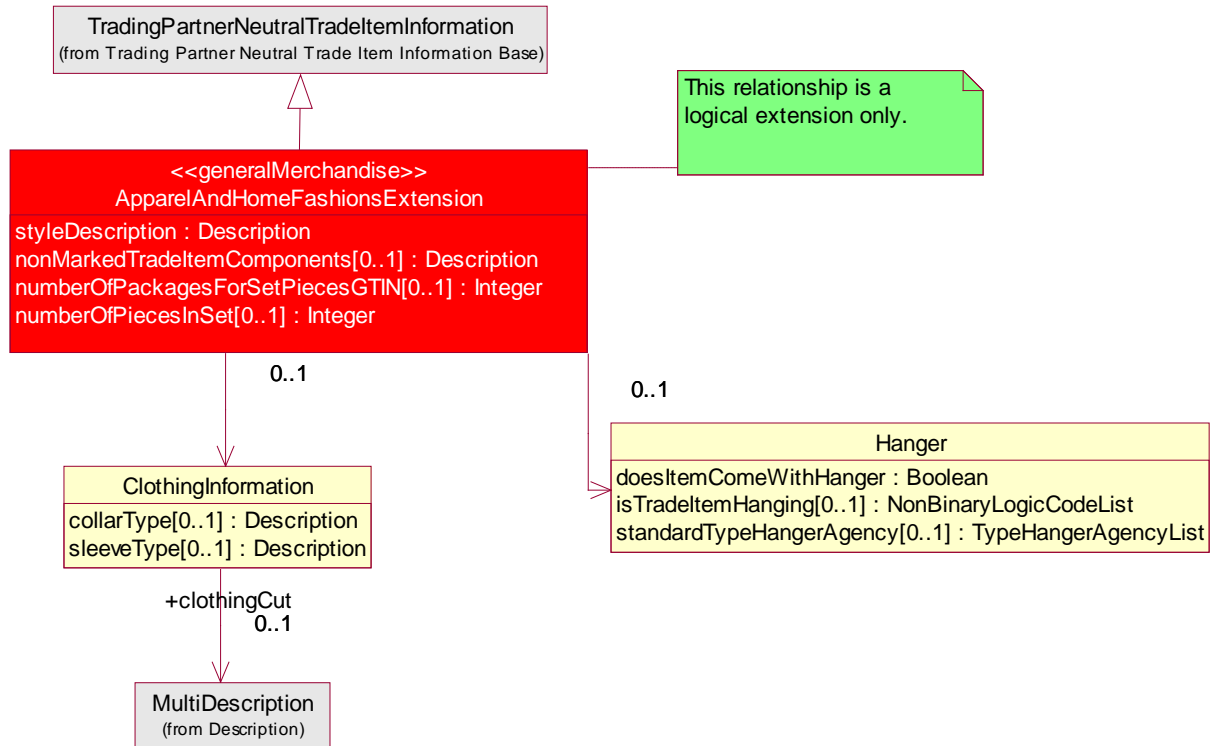 TradingPartnerNeutralTradeItemInformation
(from Trading Partner Neutral Trade Item Information Base)
This relationship is a
logical extension only.
<<generalMerchandise>>
ApparelAndHomeFashionsExtension
styleDescription : Description
nonMarkedTradeItemComponents[0..1] : Description
numberOfPackagesForSetPiecesGTIN[0..1] : Integer
numberOfPiecesInSet[0..1] : Integer
0..1
0..1
Hanger
doesItemComeWithHanger : Boolean
isTradeItemHanging[0..1] : NonBinaryLogicCodeList
standardTypeHangerAgency[0..1] : TypeHangerAgencyList
ClothingInformation
collarType[0..1] : Description
sleeveType[0..1] : Description
+clothingCut
0..1
MultiDescription
(from Description)